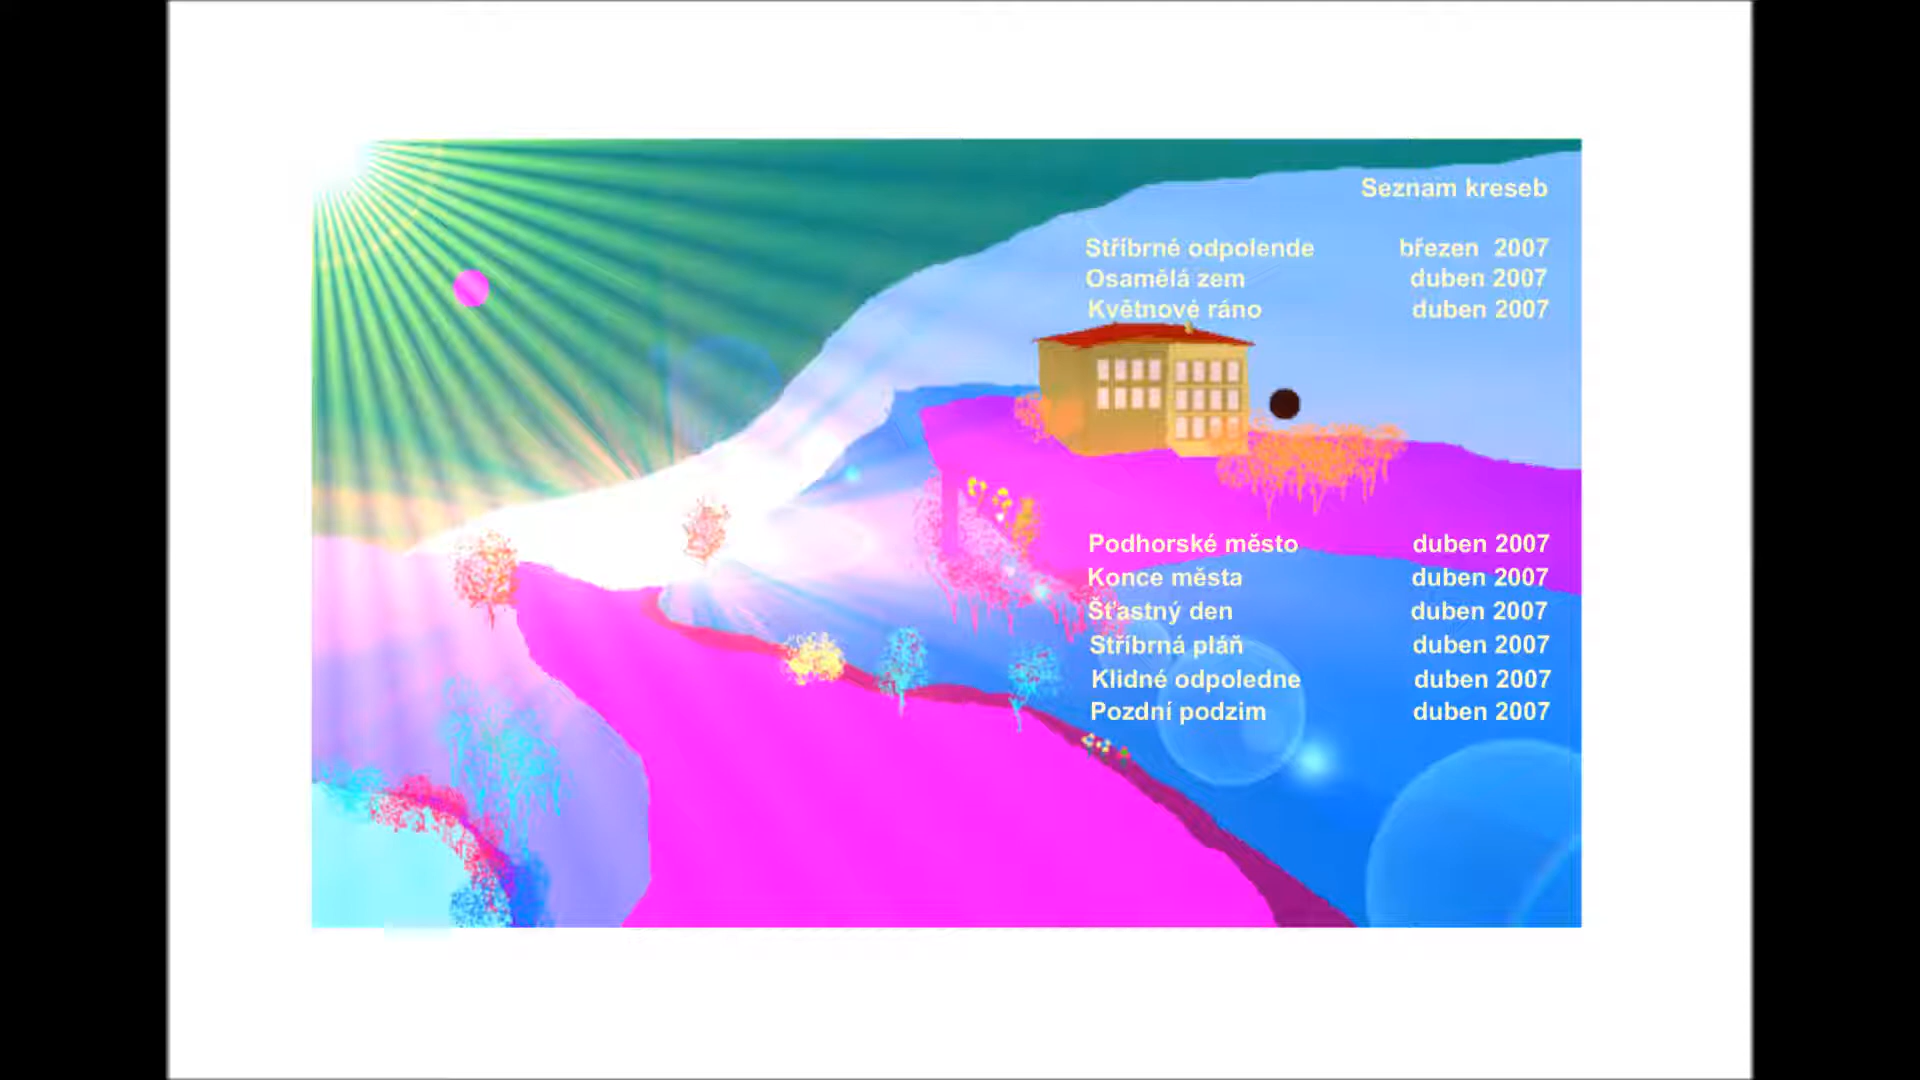 Seznam kreseb
Stříbrné odpolende březen 2007
Osamělá zem duben 2007
Květnové ráno duben 2007
Podhorské město duben 2007
Konce města duben 2007
Šťastný den duben 2007
Stříbrná pláň duben 2007
Klidné odpoledne duben 2007
Pozdní podzim duben 2007